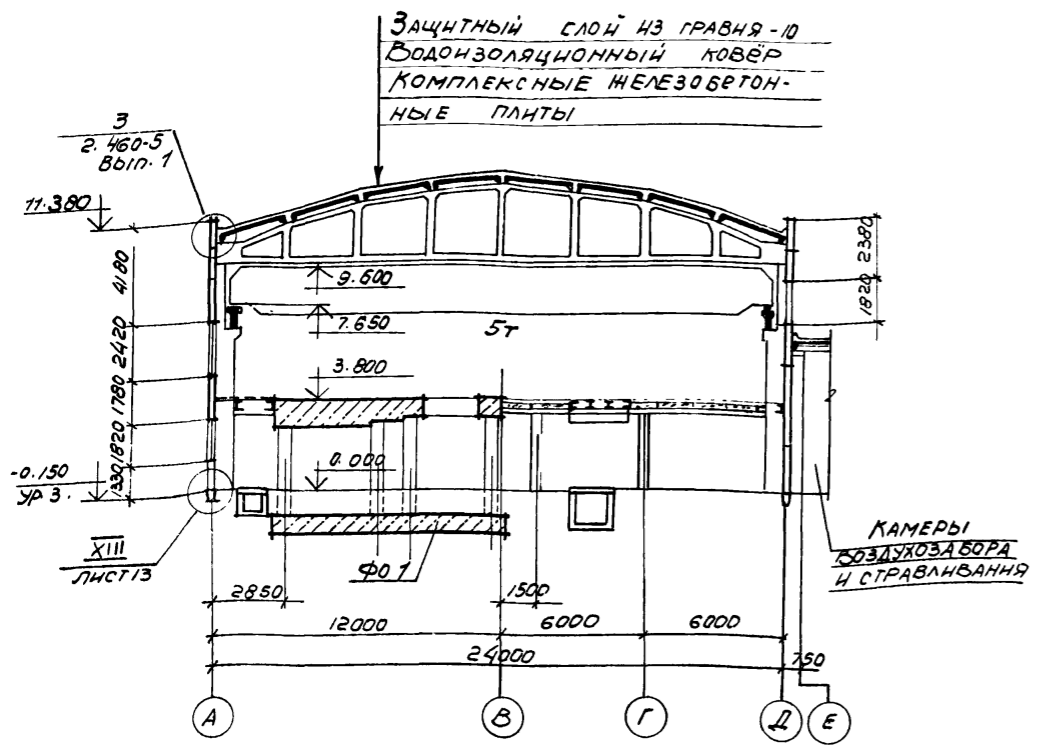 Защитный слой из гравия-10
Водоизоляционный ковёр
Комплексные железобетон-
ные плиты
3
2.460-5
Вып. 1
11.380
4180
2420
1780
1820
1330
-0.150
ур з.
XIII
лист 13
9.600
7.650
5т
3.800
0.000
2380
1820
ФО 1
Камеры
воздухозабора
и стравливания
2850
1500
12000
6000
6000
24000
750
А
В
Г
Д
Е